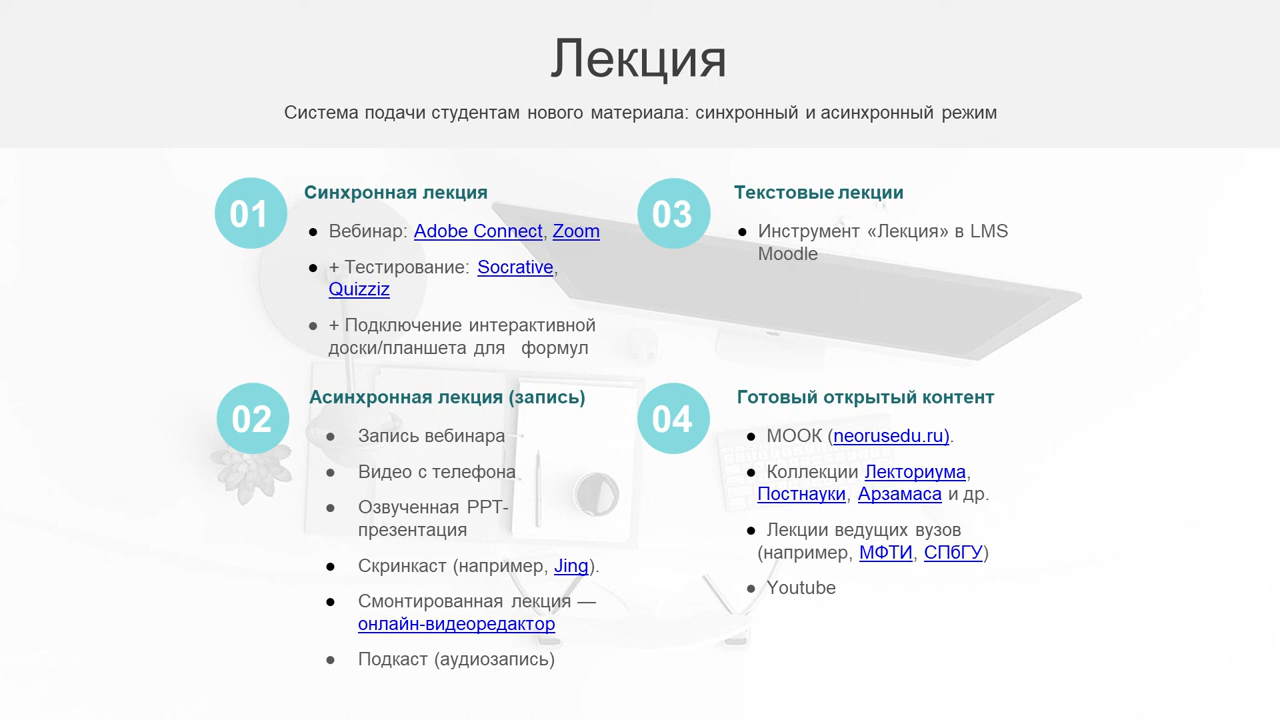 Лекция
Система подачи студентам нового материала: синхронный и асинхронный режим
01
Синхронная лекция
● Вебинар: Adobe Connect, Zoom
● + Тестирование: Socrative,
Quizziz
● + Подключение интерактивной
доски/планшета для формул
02
Асинхронная лекция (запись)
● Запись вебинара
● Видео с телефона
● Озвученная PPT-
презентация
● Скринкаст (например, Jing).
● Смонтированная лекция —
онлайн-видеоредактор
● Подкаст (аудиозапись)
03
Текстовые лекции
● Инструмент «Лекция» в LMS
Moodle
04
Готовый открытый контент
● МООК (neorusedu.ru).
● Коллекции Лекториума,
Постнауки, Арзамаса и др.
● Лекции ведущих вузов
(например, МФТИ, СПбГУ)
● Youtube